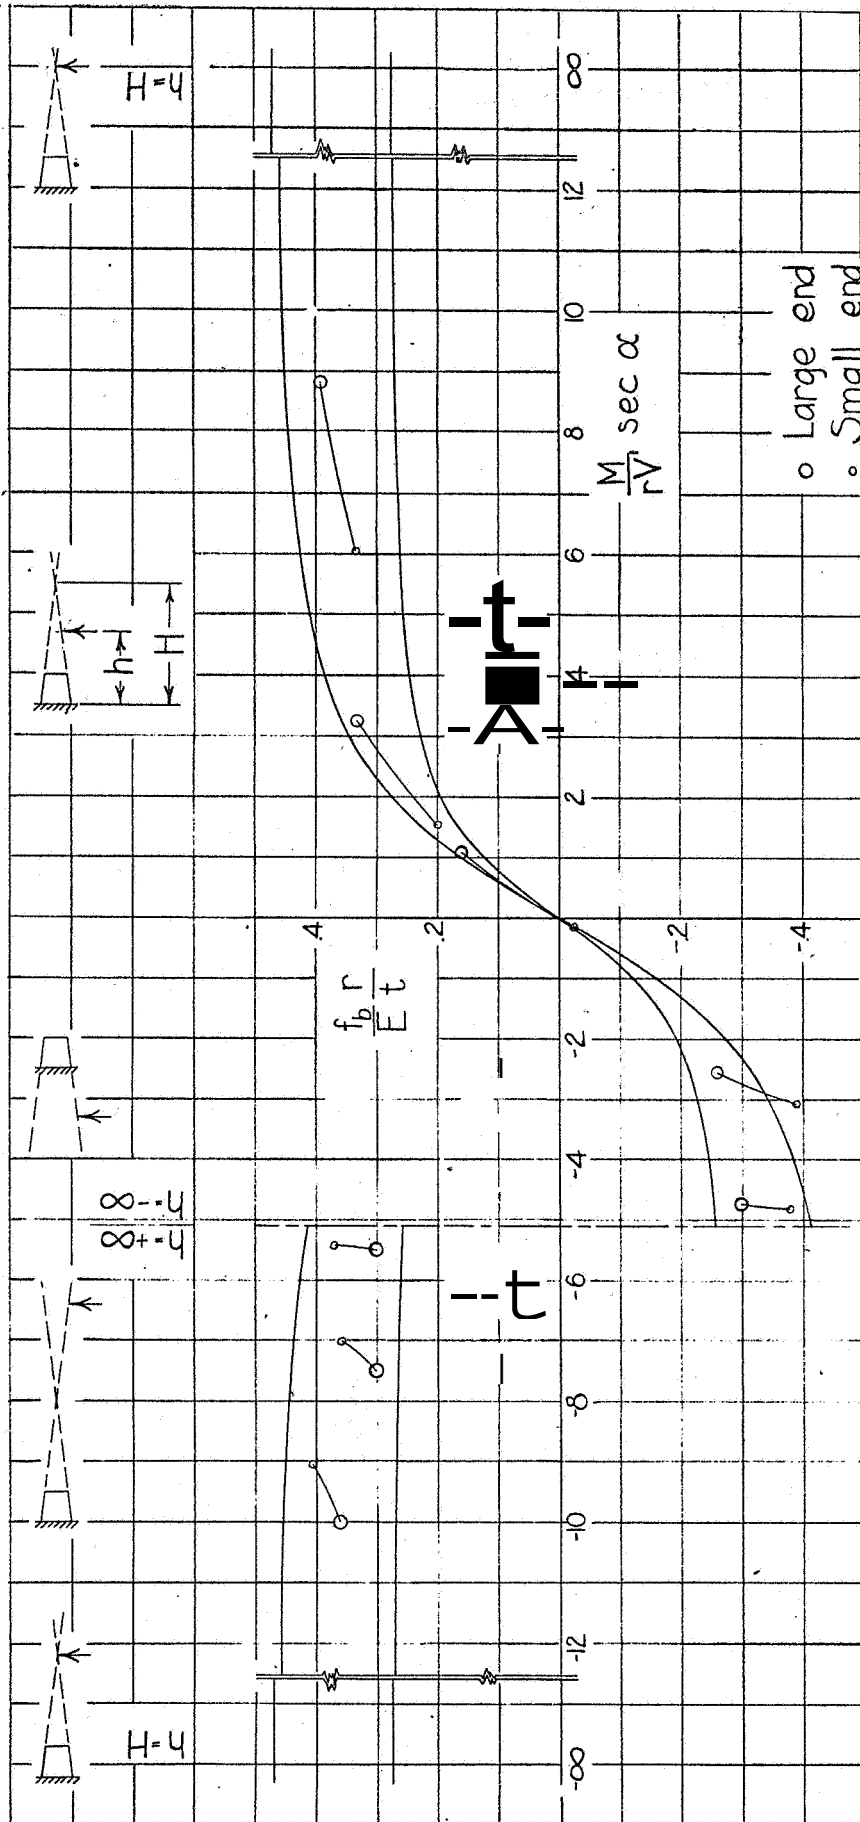 H=h
∞
12
10
o Large end
∘ Small end
M/rV sec α
8
6
h
H
t
4
A
2
.4
.2
-.2
-.4
f_b/E r/t
-2
-4
h=-∞
h=+∞
-6
t
-8
-10
-12
H=h
-∞